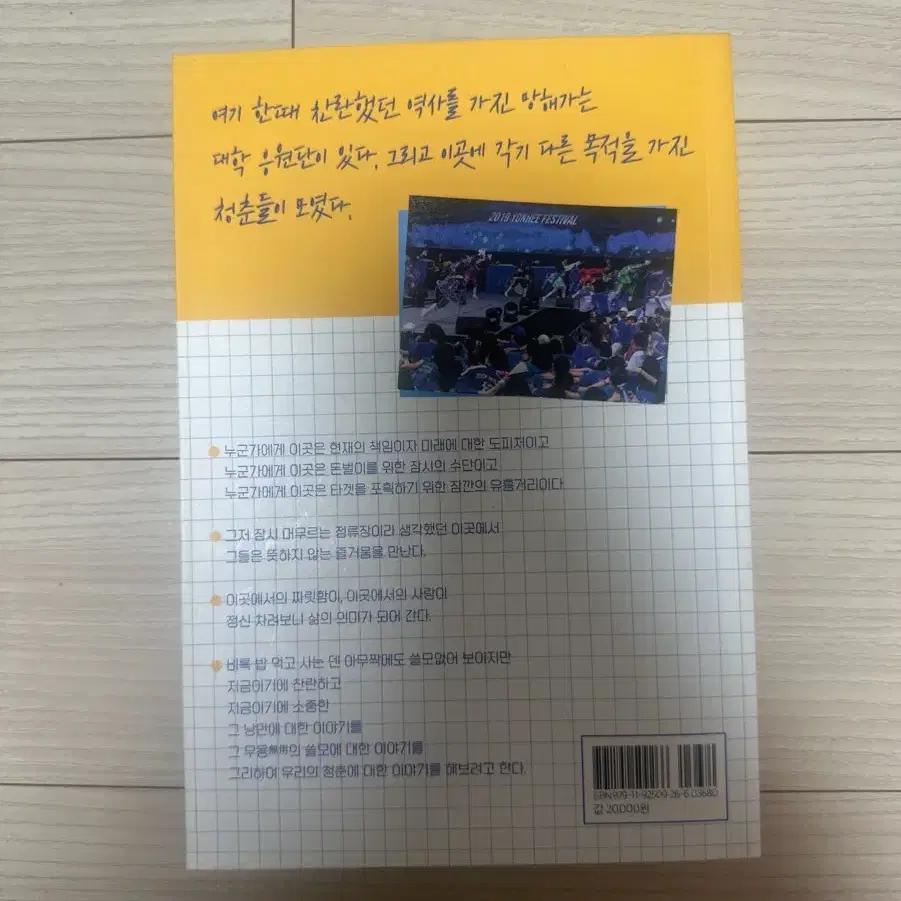 여기 한때 찬란했던 역사를 가진 망해가는
대학 응원단이 있다. 그리고 이곳에 각기 다른 목적을 가진
청춘들이 모였다.
2019 YONHEE FESTIVAL
누군가에게 이곳은 현재의 책임이자 미래에 대한 도피처이고
누군가에게 이곳은 돈벌이를 위한 잠시의 수단이고
누군가에게 이곳은 타겟을 포획하기 위한 잠깐의 유흥거리이다
그저 잠시 머무르는 정류장이라 생각했던 이곳에서
그들은 뜻하지 않는 즐거움을 만난다.
이곳에서의 짜릿함이, 이곳에서의 사랑이
정신 차려보니 삶의 의미가 되어 간다.
비록 밥 먹고 사는 덴 아무짝에도 쓸모없어 보이지만
지금이기에 찬란하고
지금이기에 소중한
그 낭만에 대한 이야기를
그 무용無用의 쓸모에 대한 이야기를
그리하여 우리의 청춘에 대한 이야기를 해보려고 한다.
ISBN 979-11-92509-26-6 03680
값 20,000원